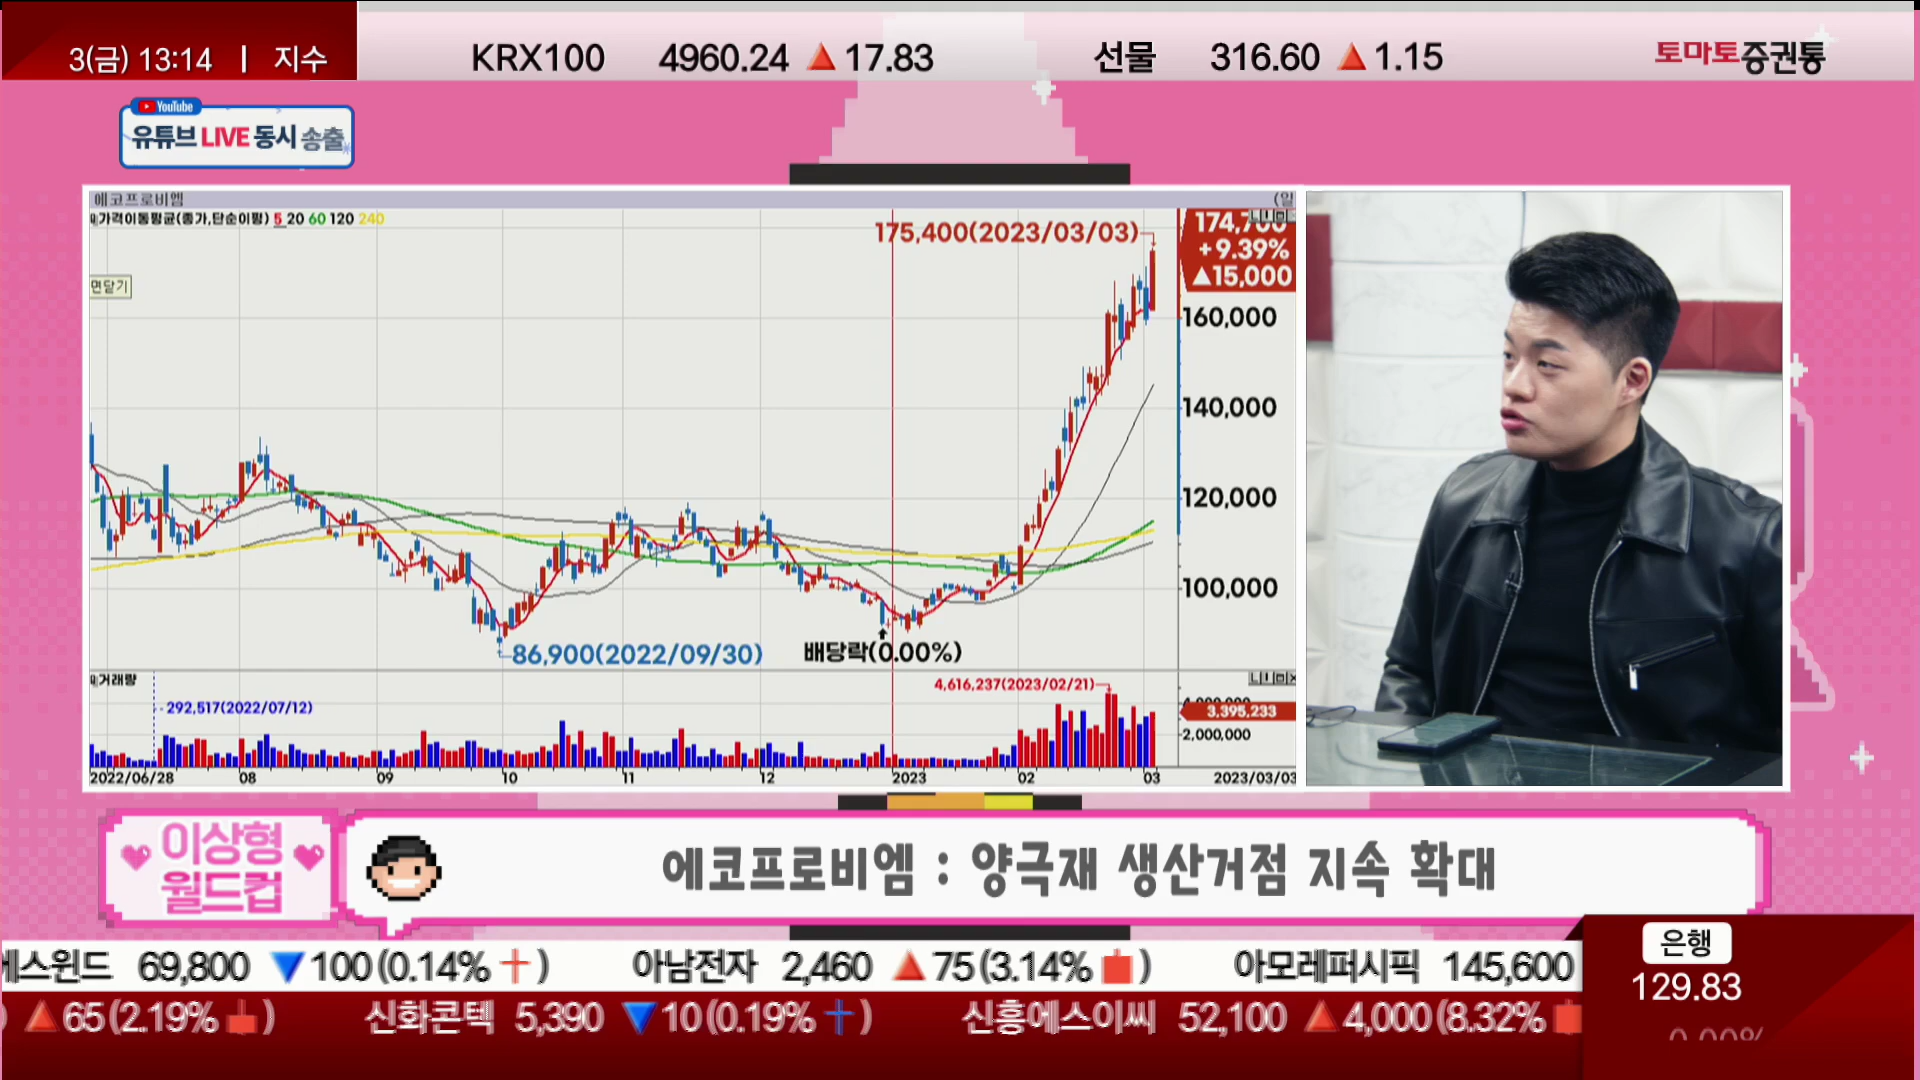 3(금) 13:14 | 지수
KRX100 4960.24 ▲ 17.83 선물 316.60 ▲ 1.15
토마토증권통
YouTube
유튜브 LIVE 동시 송출
에코프로비엠
(일
가격이동평균(종가,단순이평) 5 20 60 120 240
면닫기
175,400(2023/03/03)
174,700
+9.39%
▲15,000
160,000
140,000
120,000
100,000
86,900(2022/09/30)
배당락(0.00%)
거래량
4,616,237(2023/02/21)
292,517(2022/07/12)
3,395,233
2,000,000
2022/06/28 08 09 10 11 12 2023 02 03 2023/03/03
이상형
월드컵
에코프로비엠 : 양극재 생산거점 지속 확대
에스윈드 69,800 ▼100(0.14% ) 아남전자 2,460 ▲75(3.14% ) 아모레퍼시픽 145,600
) ▲65(2.19% ) 신화콘텍 5,390 ▼10(0.19% ) 신흥에스이씨 52,100 ▲4,000(8.32%
은행
129.83